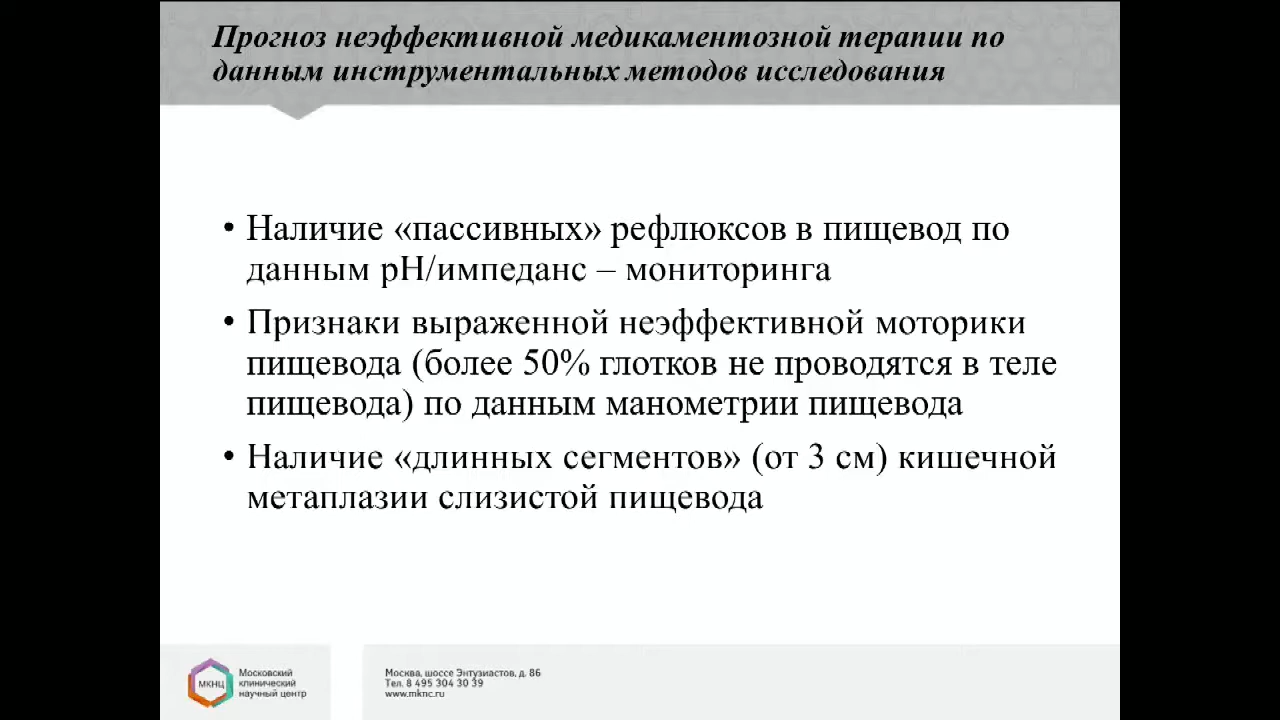 Прогноз неэффективной медикаментозной терапии по
данным инструментальных методов исследования
• Наличие «пассивных» рефлюксов в пищевод по
данным pH/импеданс – мониторинга
• Признаки выраженной неэффективной моторики
пищевода (более 50% глотков не проводятся в теле
пищевода) по данным манометрии пищевода
• Наличие «длинных сегментов» (от 3 см) кишечной
метаплазии слизистой пищевода
МКНЦ
Московский
клинический
научный центр
Москва, шоссе Энтузиастов, д. 86
Тел. 8 495 304 30 39
www.mknc.ru